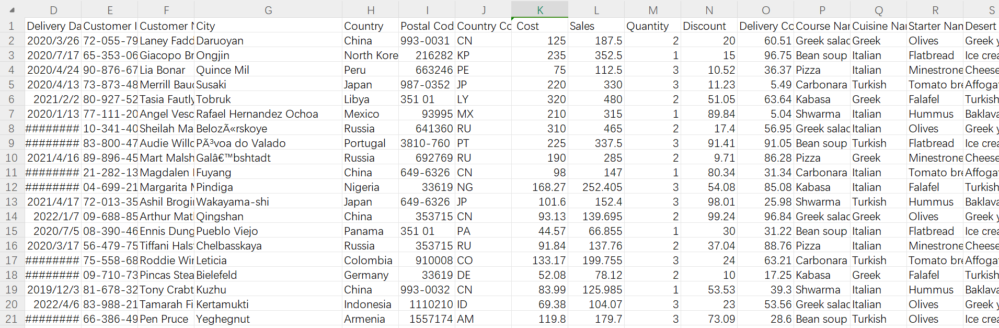 D E F G H I J K L M N O P Q R S
1 Delivery Da Customer I Customer N City Country Postal Cod Country Co Cost Sales Quantity Discount Delivery Co Course Nar Cuisine Nar Starter Nam Desert
2 2020/3/26 72-055-79 Laney Fadd Daruoyan China 993-0031 CN 125 187.5 2 20 60.51 Greek salad Greek Olives Greek y
3 2020/7/17 65-353-06 Giacopo Br Ongjin North Kore 216282 KP 235 352.5 1 15 96.75 Bean soup Italian Flatbread Ice crea
4 2020/4/24 90-876-67 Lia Bonar Quince Mil Peru 663246 PE 75 112.5 3 10.52 36.37 Pizza Italian Minestrone Cheese
5 2020/4/13 73-873-48 Merrill Bauc Susaki Japan 987-0352 JP 220 330 3 11.23 5.49 Carbonara Turkish Tomato bre Affogat
6 2021/2/2 80-927-52 Tasia Fautly Tobruk Libya 351 01 LY 320 480 2 51.05 63.64 Kabasa Greek Falafel Turkish
7 2020/1/13 77-111-20 Angel Vesc Rafael Hernandez Ochoa Mexico 93995 MX 210 315 1 89.84 5.04 Shwarma Italian Hummus Baklava
8 ######## 10-341-40 Sheilah Ma BelozÃ«rskoye Russia 641360 RU 310 465 2 17.4 56.95 Greek salad Italian Olives Greek y
9 ######## 83-800-47 Audie Willc PÃ³voa do Valado Portugal 3810-760 PT 225 337.5 3 91.41 91.05 Bean soup Turkish Flatbread Ice crea
10 2021/4/16 89-896-45 Mart Malsh Galâ€™bshtadt Russia 692769 RU 190 285 2 9.71 86.28 Pizza Greek Minestrone Cheese
11 ######## 21-282-13 Magdalen Fuyang China 649-6326 CN 98 147 1 80.34 31.34 Carbonara Italian Tomato bre Affogat
12 ######## 04-699-21 Margarita M Pindiga Nigeria 33619 NG 168.27 252.405 3 54.08 85.08 Kabasa Italian Falafel Turkish
13 2021/4/17 72-013-35 Ashil Brogi Wakayama-shi Japan 649-6326 JP 101.6 152.4 3 98.01 25.98 Shwarma Turkish Hummus Baklava
14 2022/1/7 09-688-85 Arthur Mat Qingshan China 353715 CN 93.13 139.695 2 99.24 96.84 Greek salad Greek Olives Greek y
15 2020/7/5 08-390-46 Ennis Dung Pueblo Viejo Panama 351 01 PA 44.57 66.855 1 30 31.22 Bean soup Italian Flatbread Ice crea
16 2020/3/17 56-479-75 Tiffani Hals Chelbasskaya Russia 353715 RU 91.84 137.76 2 37.04 88.76 Pizza Italian Minestrone Cheese
17 ######## 75-558-68 Roddie Wir Leticia Colombia 910008 CO 133.17 199.755 3 24 63.21 Carbonara Turkish Tomato bre Affogat
18 ######## 09-710-73 Pincas Stea Bielefeld Germany 33619 DE 52.08 78.12 2 10 17.25 Kabasa Greek Falafel Turkish
19 2019/12/3 81-678-32 Tony Crabt Kuzhu China 993-0032 CN 83.99 125.985 1 53.53 39.3 Shwarma Italian Hummus Baklava
20 2022/4/6 83-988-21 Tamarah Fi Kertamukti Indonesia 1110210 ID 69.38 104.07 3 23 53.56 Greek salad Italian Olives Greek y
21 ######## 66-386-49 Pen Pruce Yeghegnut Armenia 1557174 AM 119.8 179.7 3 73.09 28.6 Bean soup Turkish Olives Ice crea